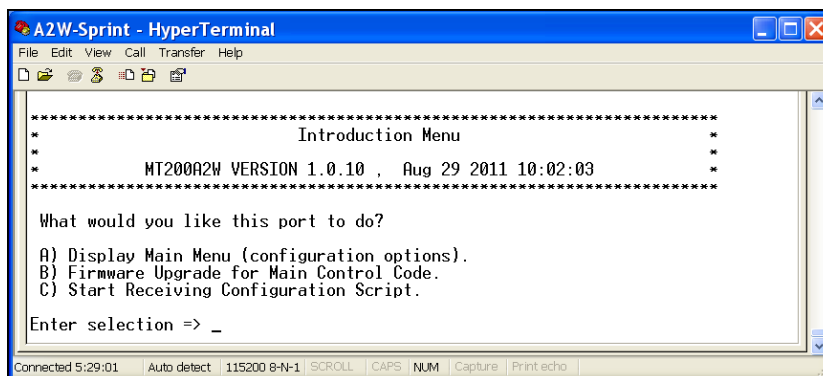 A2W-Sprint - HyperTerminal
File Edit View Call Transfer Help
**************************************************************************
* Introduction Menu *
* *
* MT200A2W VERSION 1.0.10 , Aug 29 2011 10:02:03 *
**************************************************************************
What would you like this port to do?
A) Display Main Menu (configuration options).
B) Firmware Upgrade for Main Control Code.
C) Start Receiving Configuration Script.
Enter selection => _
Connected 5:29:01 Auto detect 115200 8-N-1 SCROLL CAPS NUM Capture Print echo